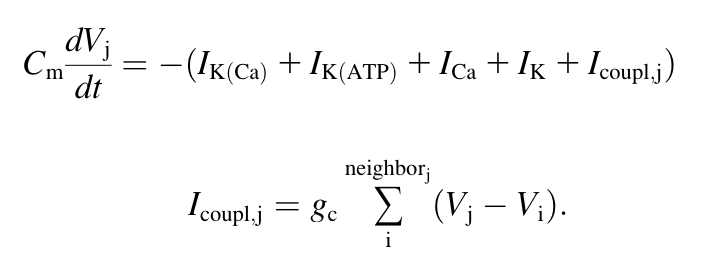 C_m dV_j/dt = −(I_K(Ca) + I_K(ATP) + I_Ca + I_K + I_coupl,j)
I_coupl,j = g_c ∑_i^neighbor_j (V_j − V_i).